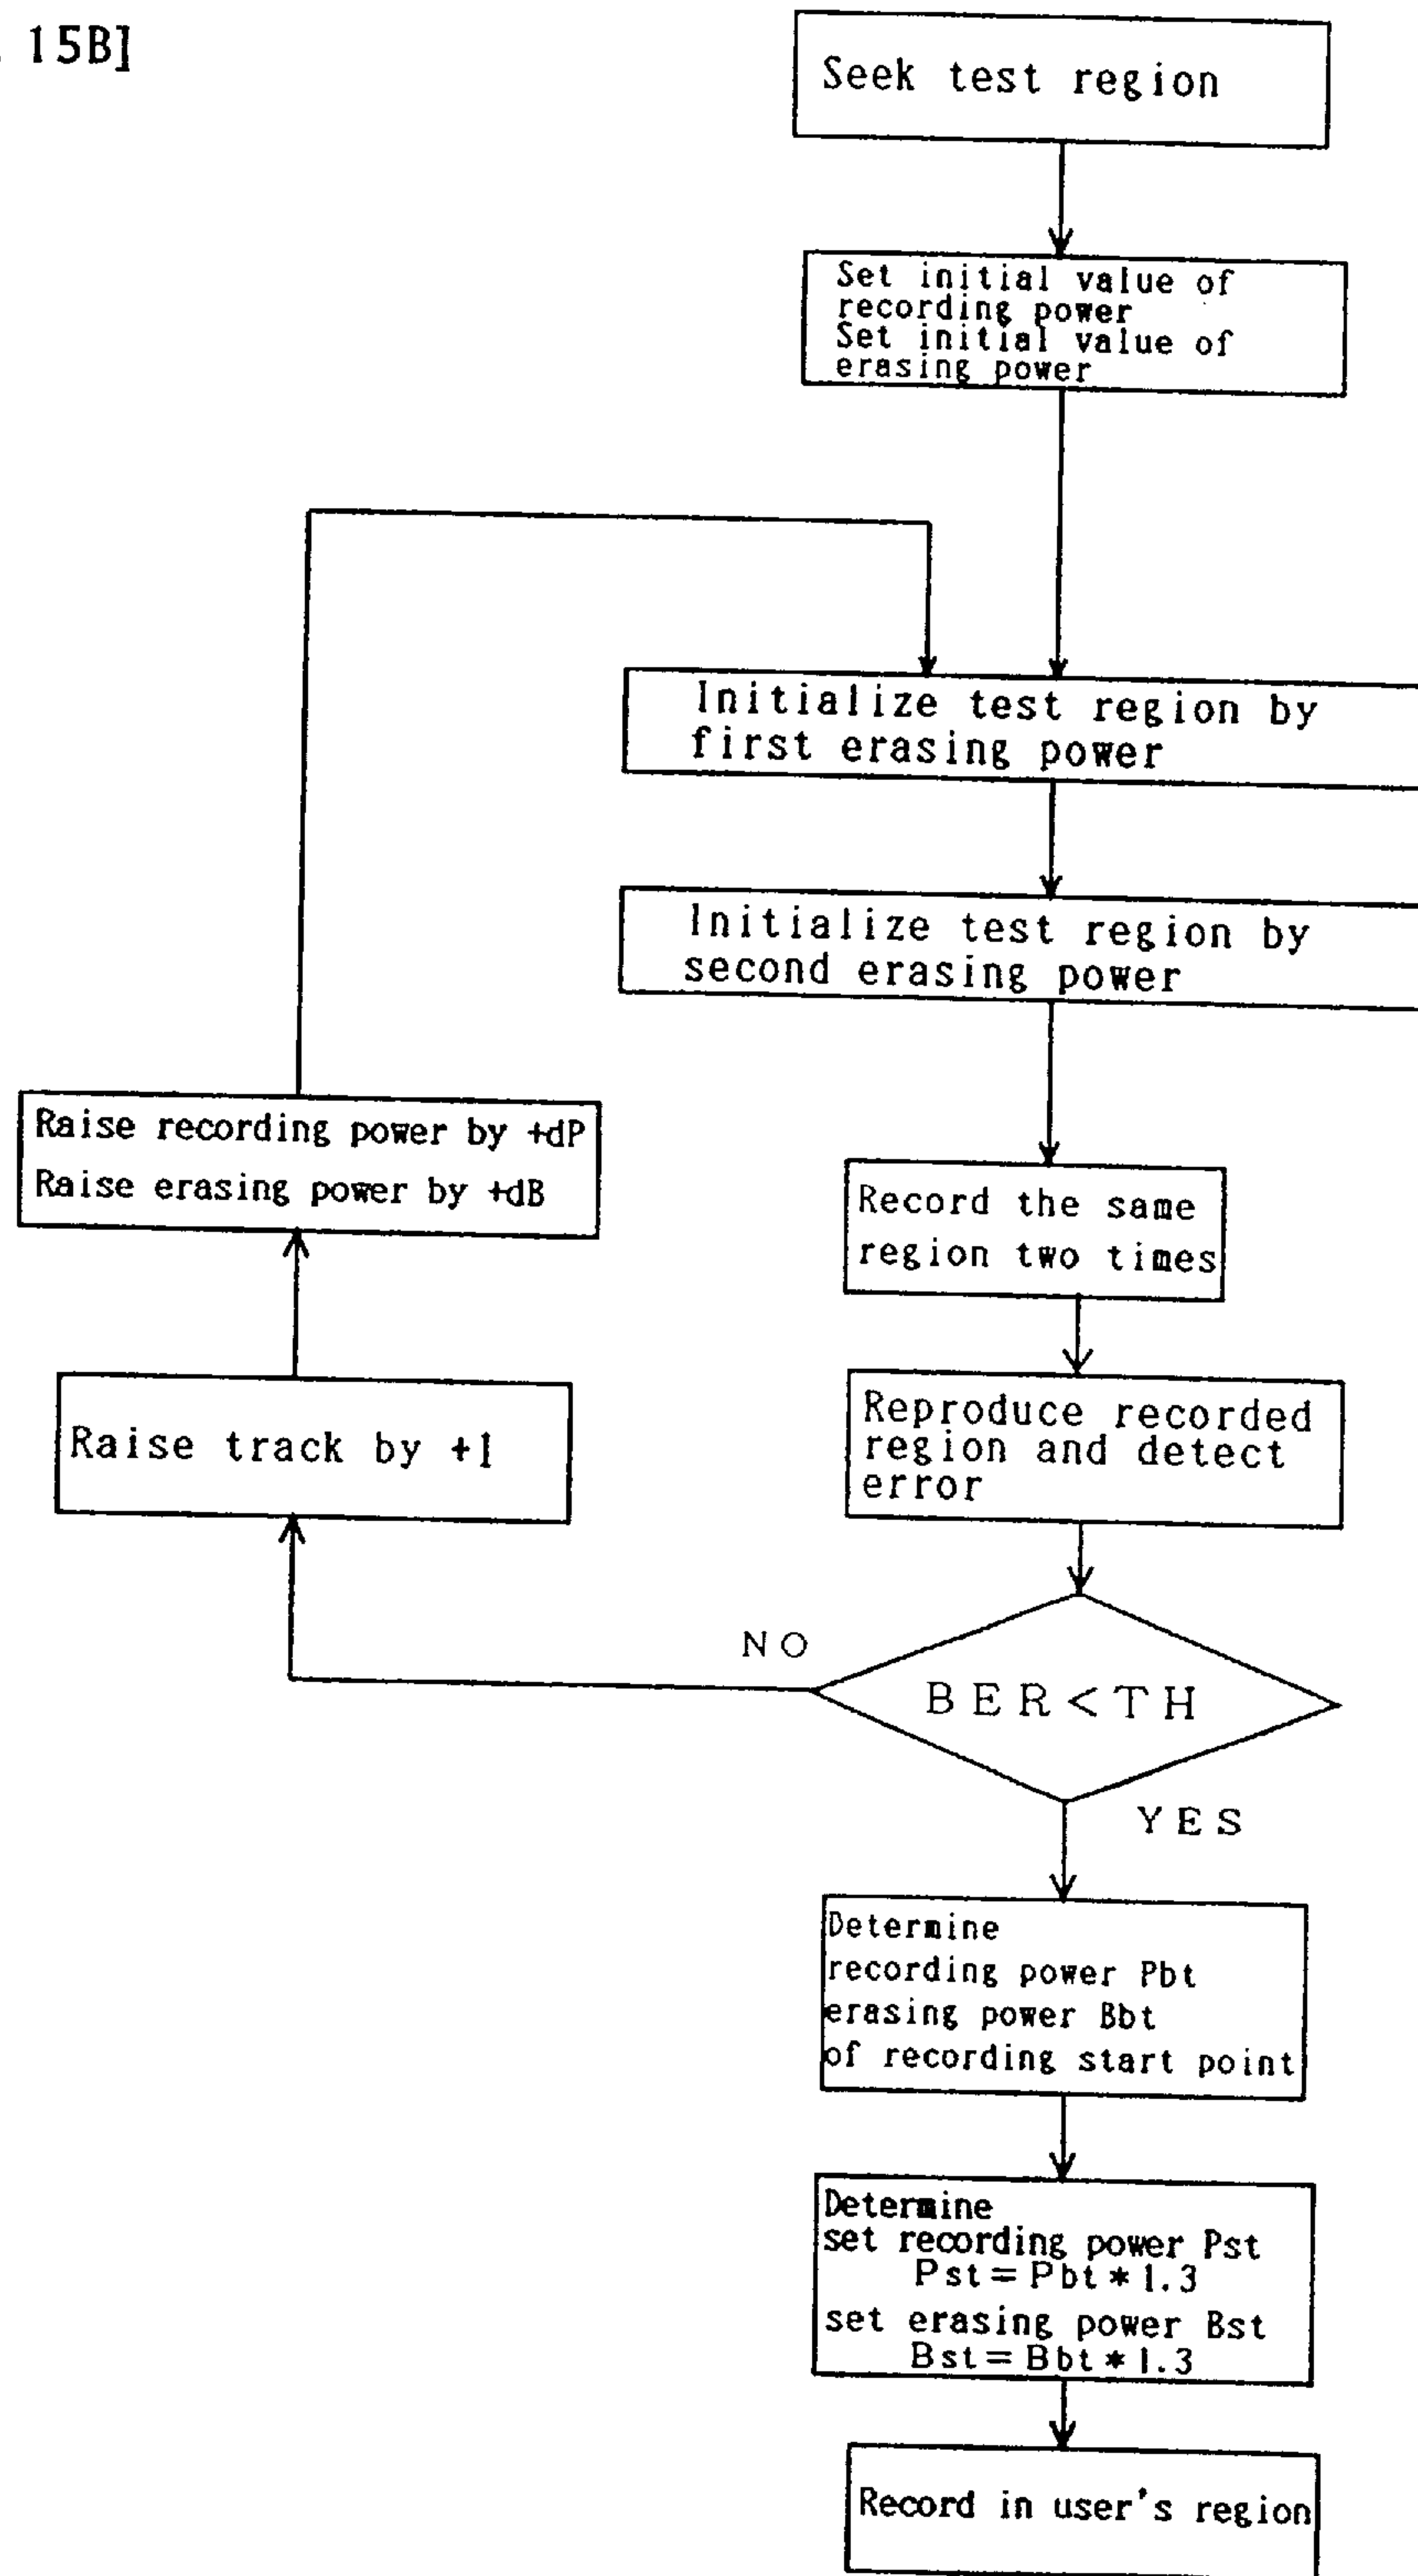 15B]
Seek test region
Set initial value of
recording power
Set initial value of
erasing power
Initialize test region by
first erasing power
Initialize test region by
second erasing power
Raise recording power by +dP
Raise erasing power by +dB
Record the same
region two times
Raise track by +1
Reproduce recorded
region and detect
error
NO
BER<TH
YES
Determine
recording power Pbt
erasing power Bbt
of recording start point
Determine
set recording power Pst
Pst=Pbt*1.3
set erasing power Bst
Bst=Bbt*1.3
Record in user's region